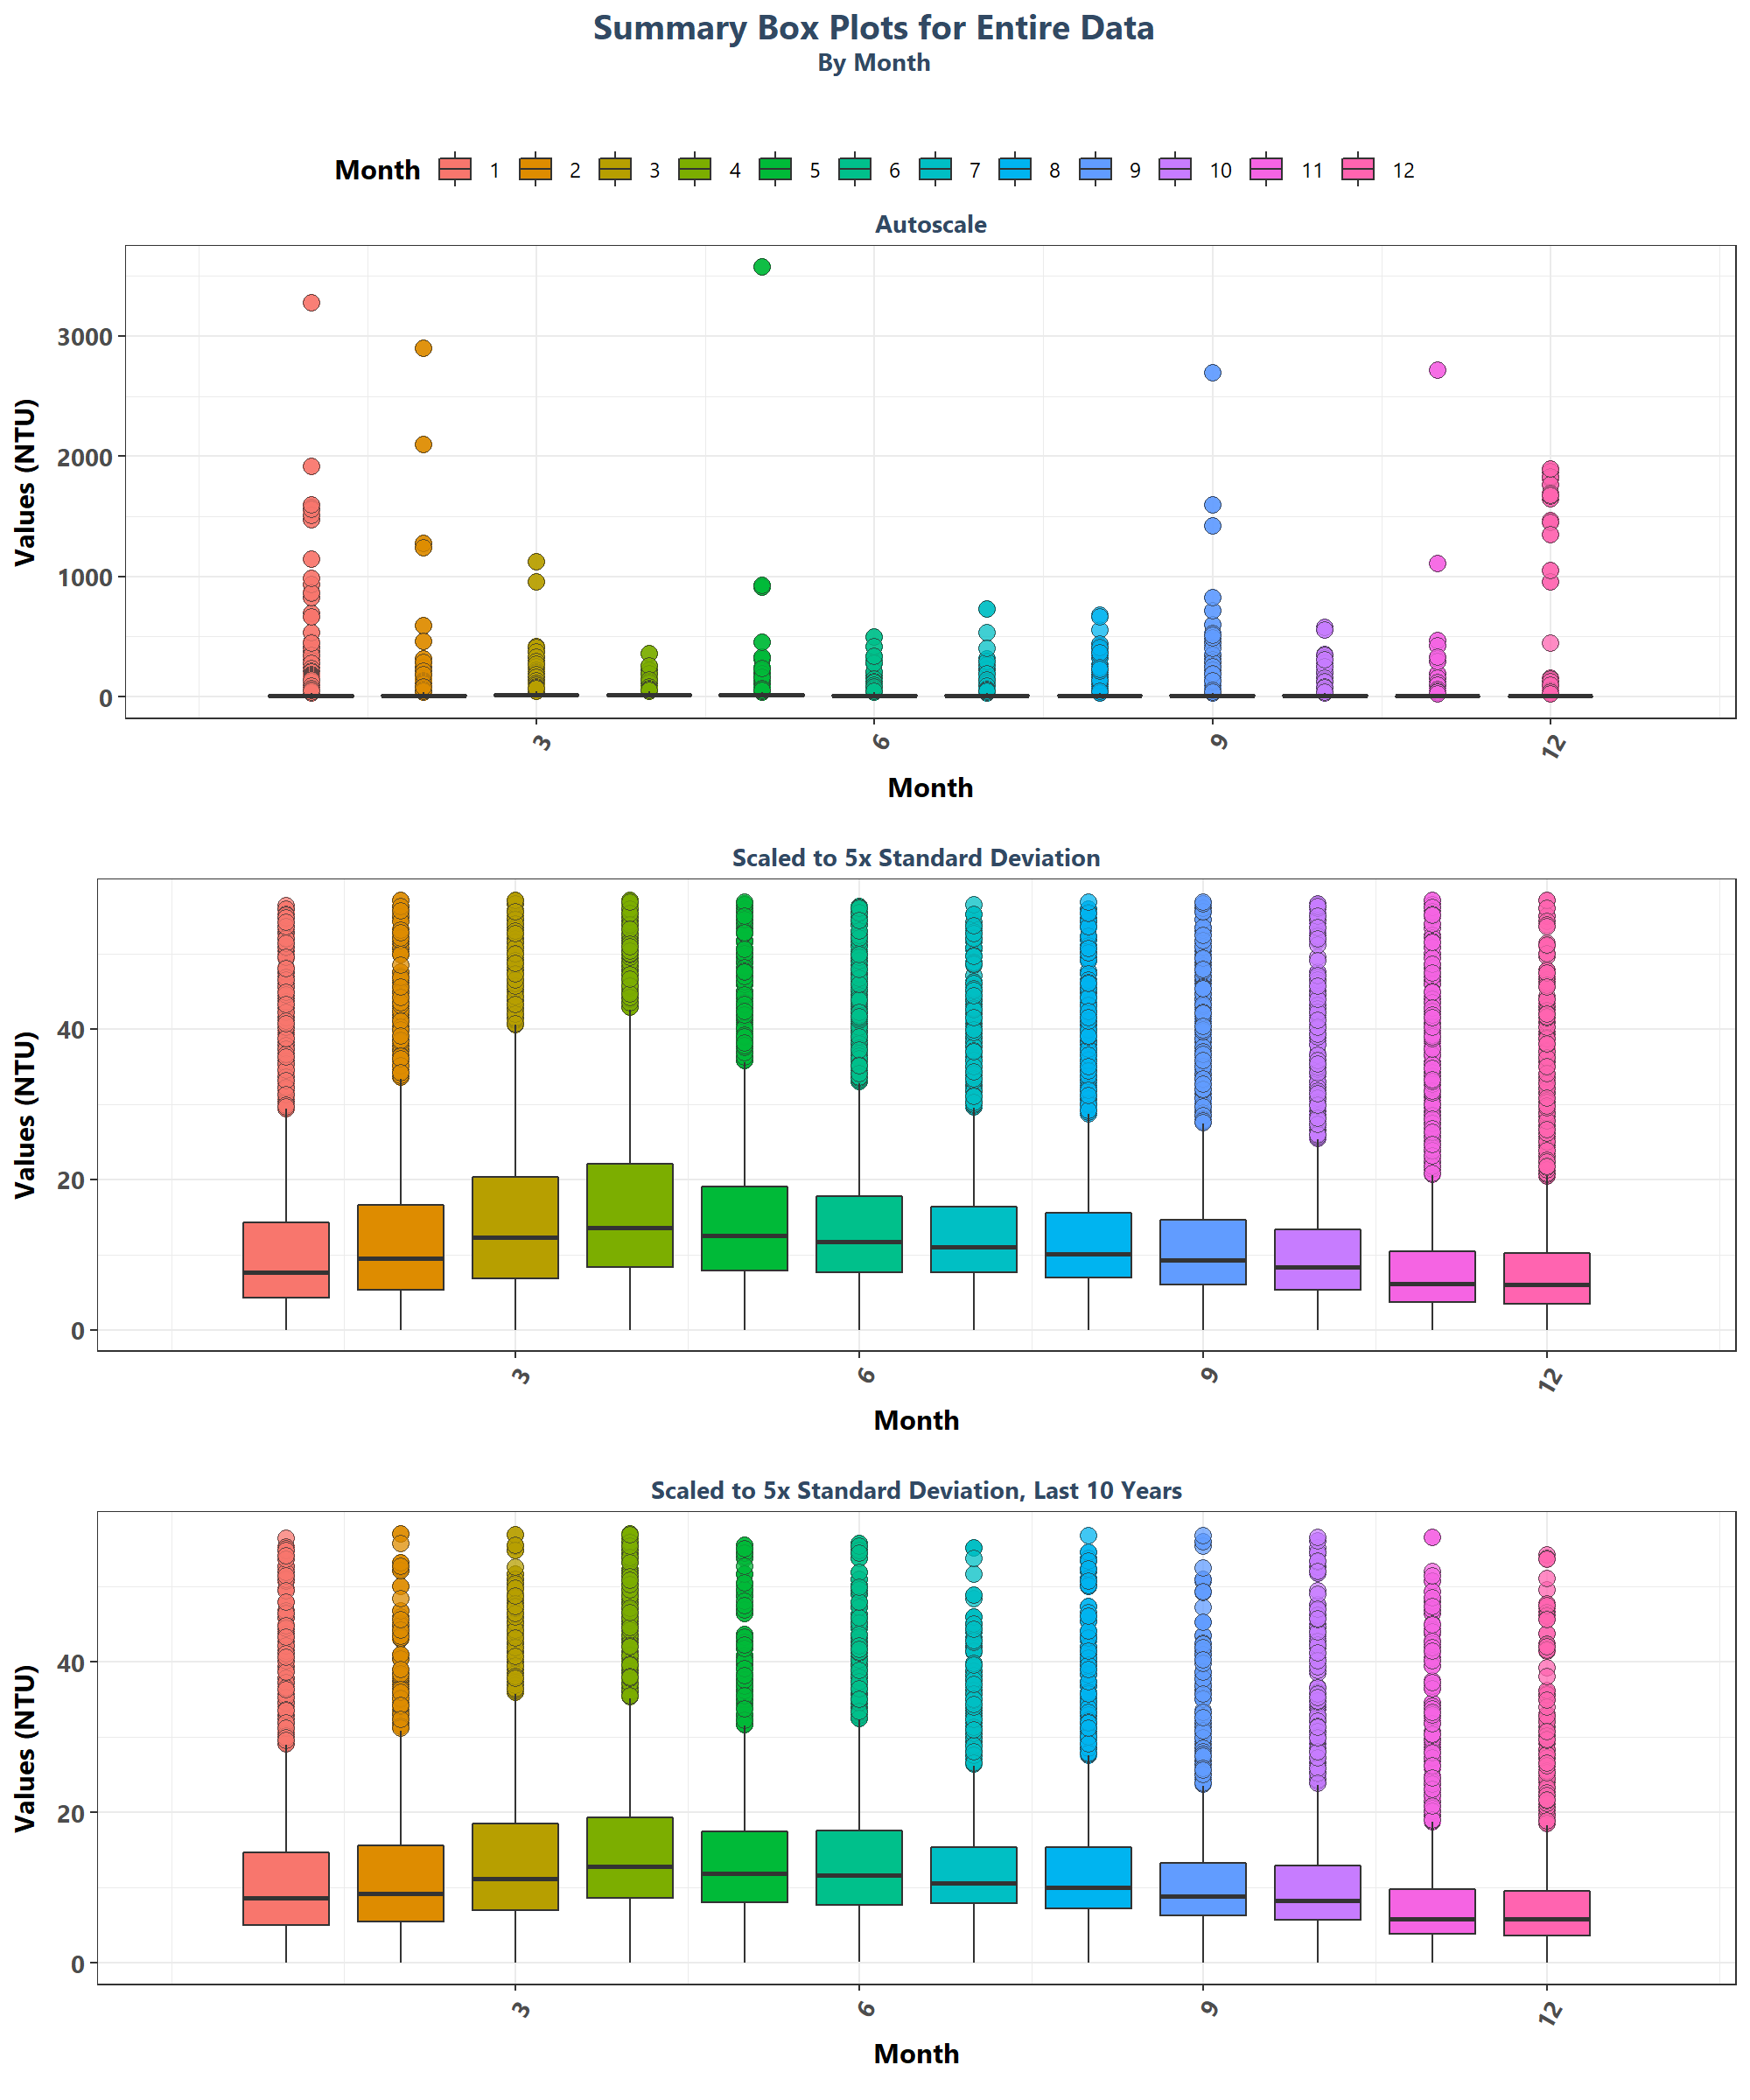 Summary Box Plots for Entire Data
By Month
Month 1 2 3 4 5 6 7 8 9 10 11 12
Autoscale
Values (NTU)
3000
2000
1000
0
3 6 9 12
Month
Scaled to 5x Standard Deviation
Values (NTU)
40
20
0
3 6 9 12
Month
Scaled to 5x Standard Deviation, Last 10 Years
Values (NTU)
40
20
0
3 6 9 12
Month